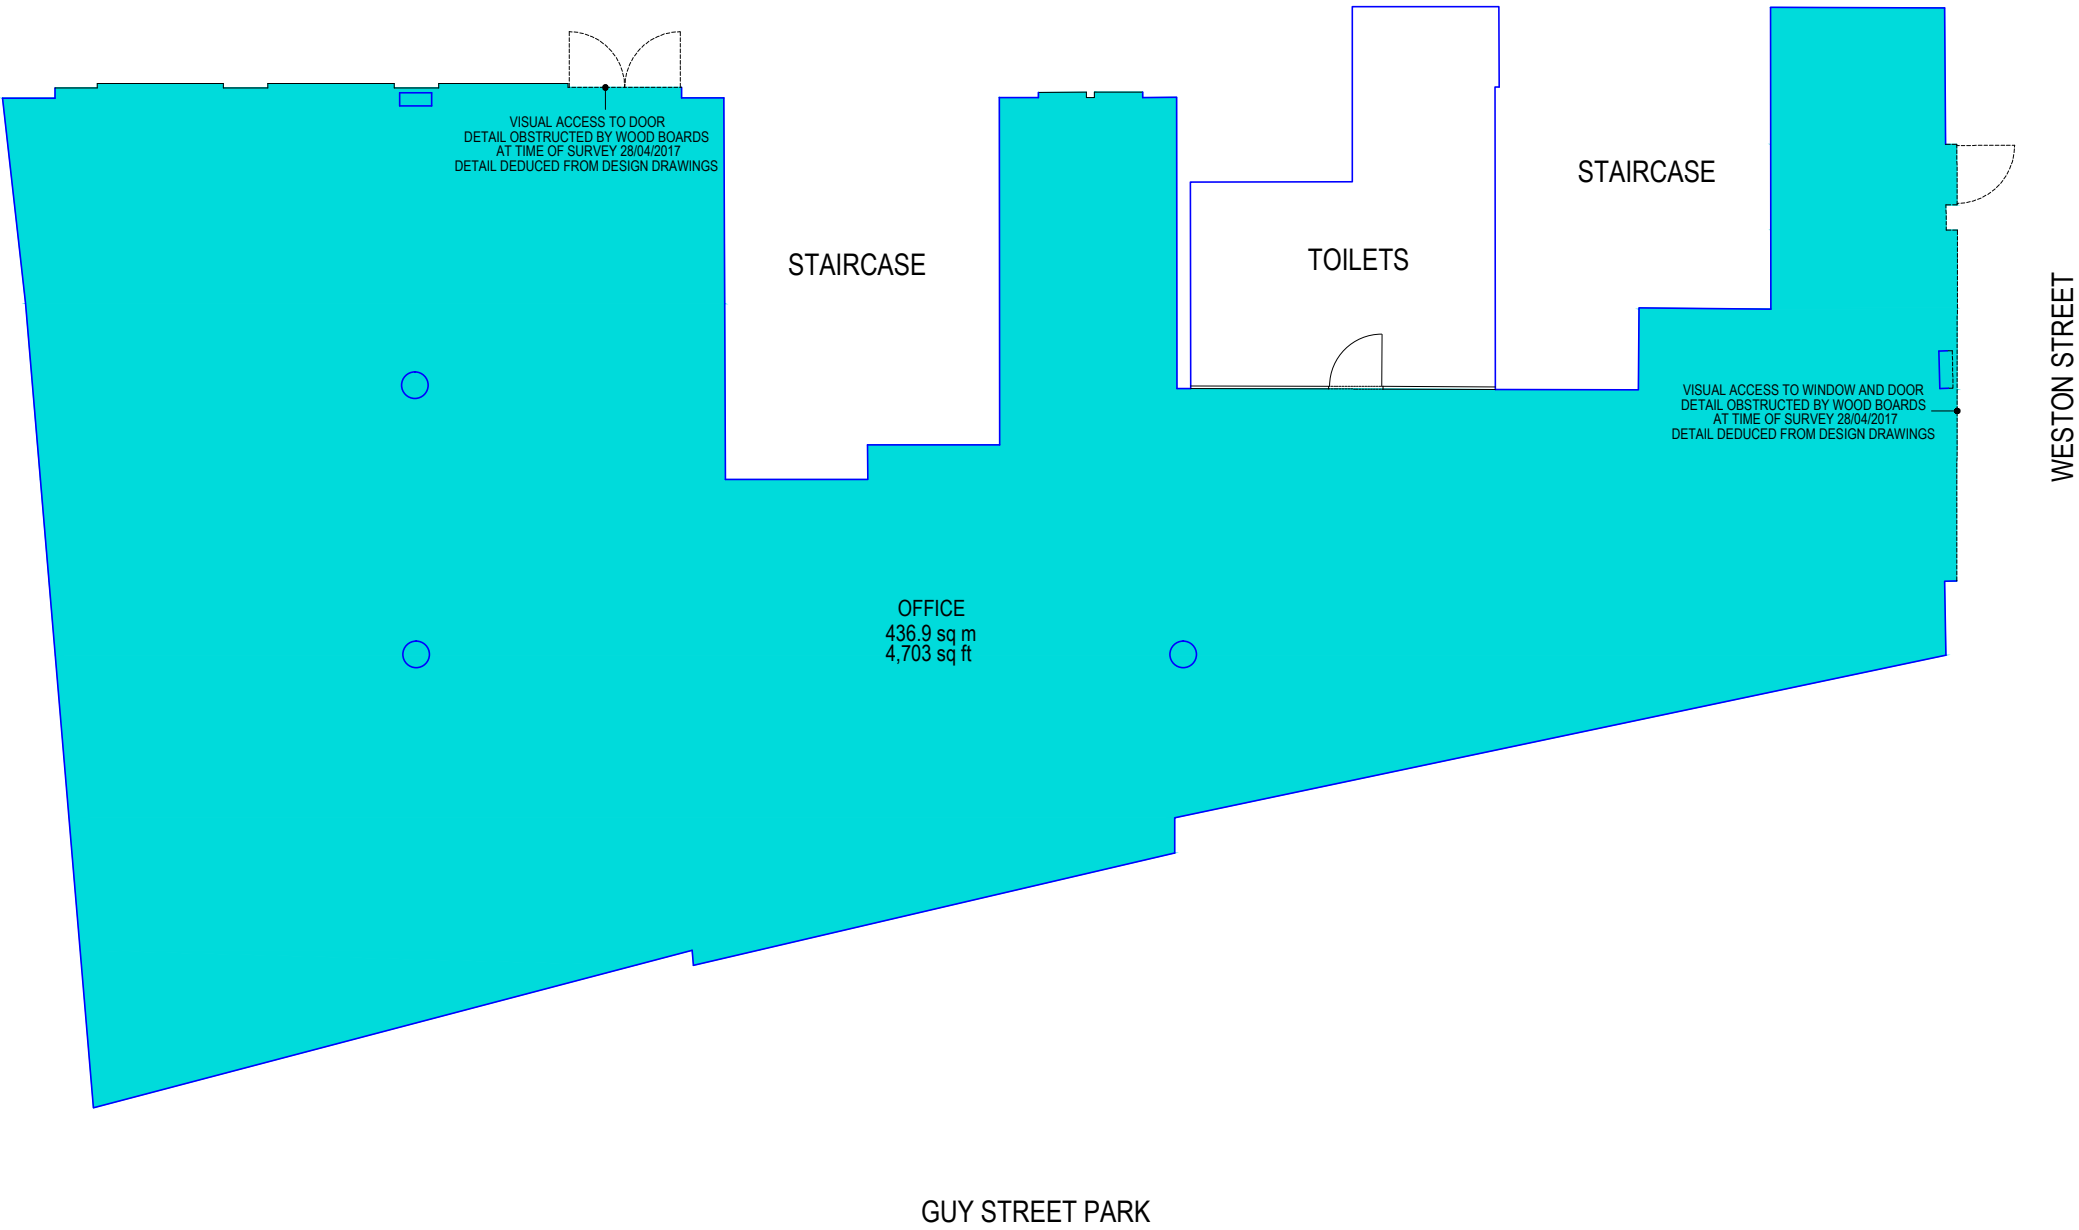 VISUAL ACCESS TO DOOR
DETAIL OBSTRUCTED BY WOOD BOARDS
AT TIME OF SURVEY 28/04/2017
DETAIL DEDUCED FROM DESIGN DRAWINGS
STAIRCASE
TOILETS
STAIRCASE
WESTON STREET
VISUAL ACCESS TO WINDOW AND DOOR
DETAIL OBSTRUCTED BY WOOD BOARDS
AT TIME OF SURVEY 28/04/2017
DETAIL DEDUCED FROM DESIGN DRAWINGS
OFFICE
436.9 sq m
4,703 sq ft
GUY STREET PARK